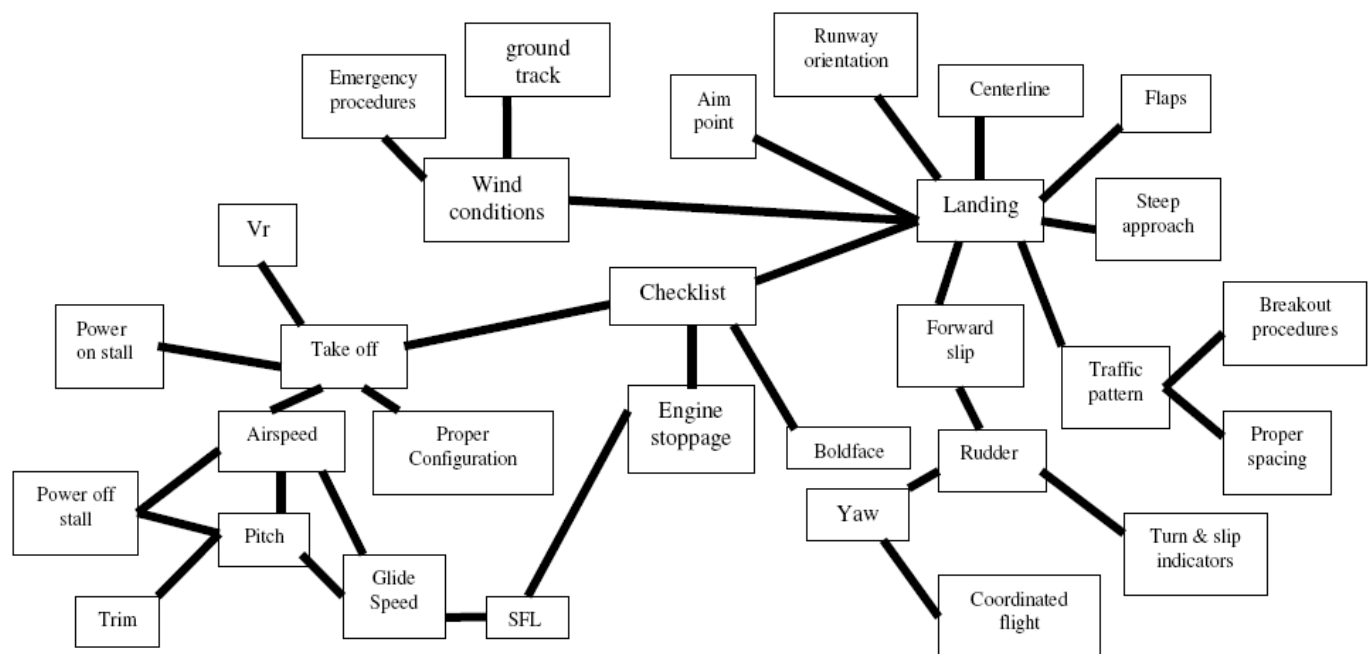 ground
track
Runway
orientation
Emergency
procedures
Aim
point
Centerline
Flaps
Wind
conditions
Landing
Steep
approach
Vr
Checklist
Power
on stall
Take off
Forward
slip
Breakout
procedures
Traffic
pattern
Engine
stoppage
Airspeed
Proper
Configuration
Boldface
Rudder
Proper
spacing
Power off
stall
Pitch
Yaw
Turn & slip
indicators
Glide
Speed
Trim
SFL
Coordinated
flight